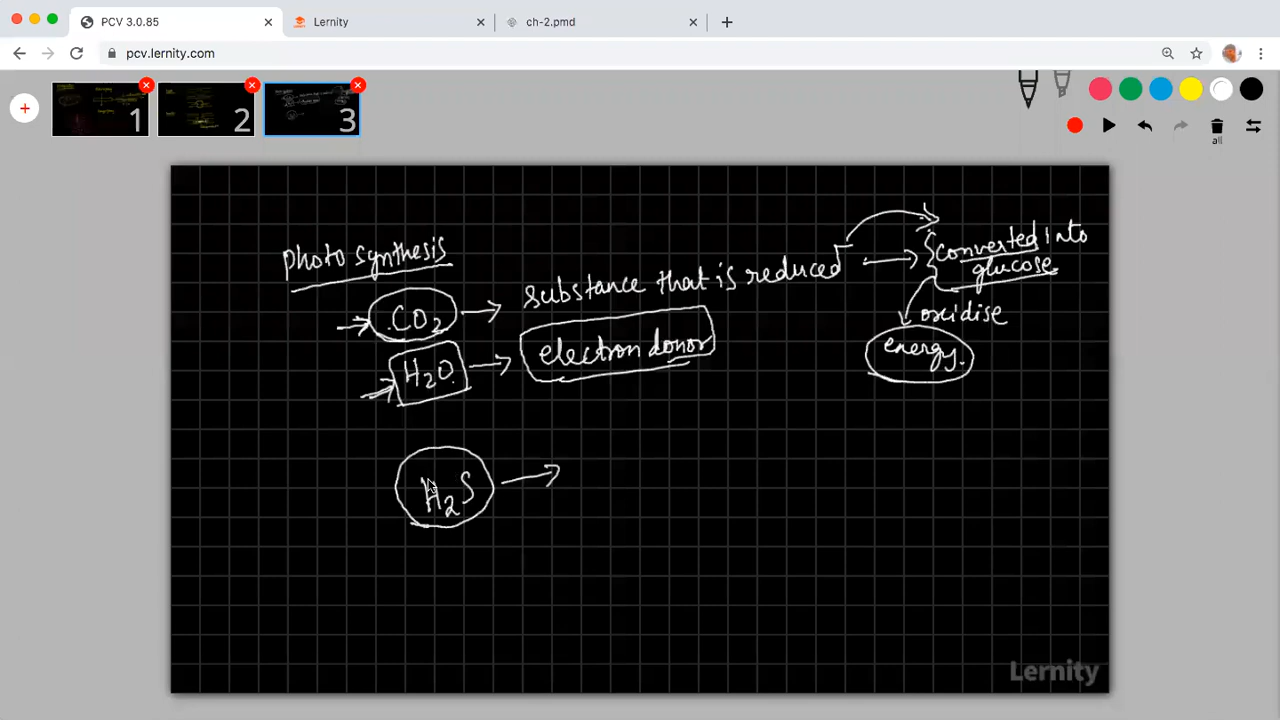 PCV 3.0.85
Lernity
ch-2.pmd
pcv.lernity.com
1
2
3
all
Photo synthesis
CO2 → substance that is reduced → converted into
glucose
oxidise
H2O → electron donor
energy.
H2S →
Lernity